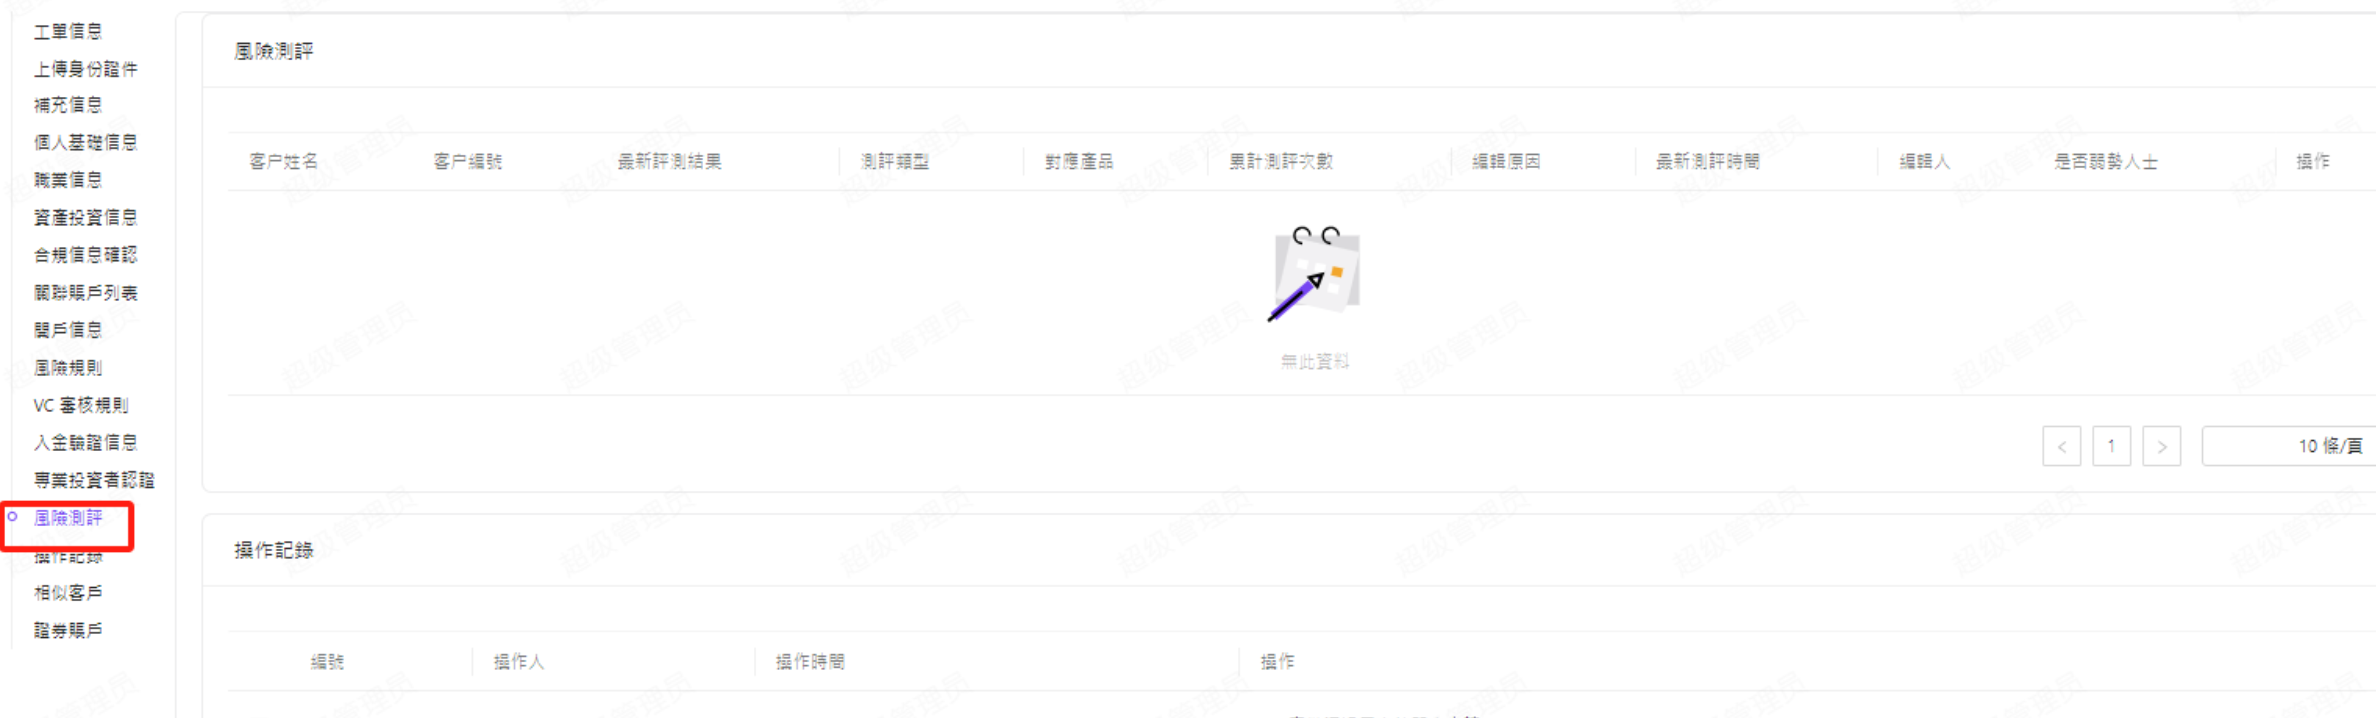 工單信息
上傳身份證件
補充信息
個人基礎信息
職業信息
資產投資信息
合規信息確認
關聯賬戶列表
開戶信息
風險規則
VC 審核規則
入金驗證信息
專業投資者認證
風險測評
操作記錄
相似客戶
證券賬戶
風險測評
客户姓名 客户編號 最新評測結果 測評類型 對應產品 累計測評次數 編輯原因 最新測評時間 編輯人 是否弱勢人士 操作
無此資料
< 1 > 10 條/頁
操作記錄
編號 操作人 操作時間 操作
超级管理员